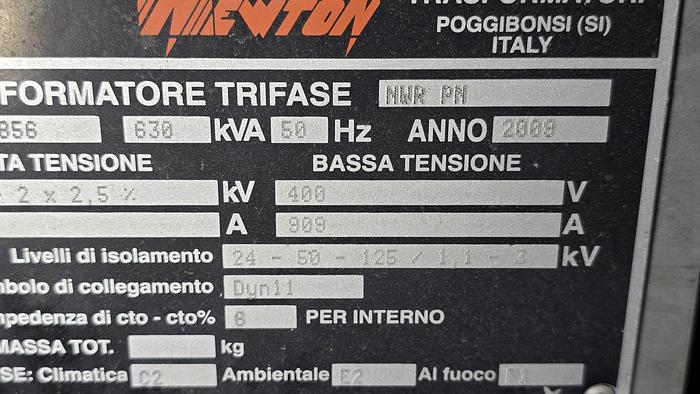 NEWTON
TRASFORMATORI
POGGIBONSI (SI)
ITALY
FORMATORE TRIFASE NWR PN
856 630 kVA 50 Hz ANNO 2009
TA TENSIONE BASSA TENSIONE
2 x 2,5 % kV 400 V
A 909 A
Livelli di isolamento 24 - 50 - 125 / 1,1 - 3 kV
bolo di collegamento Dyn11
pedenza di cto - cto% 6 PER INTERNO
MASSA TOT. kg
SE: Climatica C2 Ambientale E2 Al fuoco F1